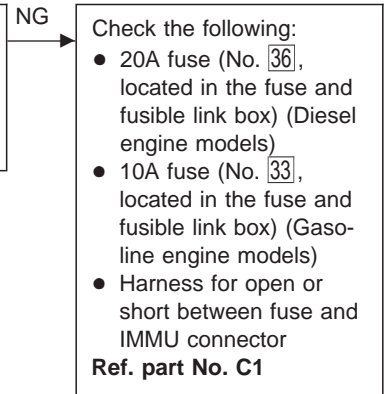 NG
Check the following:
● 20A fuse (No. 36,
located in the fuse and
fusible link box) (Diesel
engine models)
● 10A fuse (No. 33,
located in the fuse and
fusible link box) (Gaso-
line engine models)
● Harness for open or
short between fuse and
IMMU connector
Ref. part No. C1